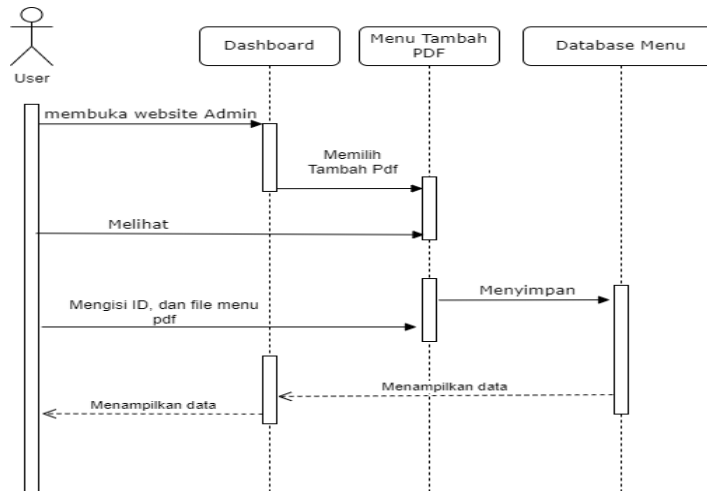 User
Dashboard
Menu Tambah
PDF
Database Menu
membuka website Admin
Memilih
Tambah Pdf
Melihat
Menyimpan
Mengisi ID, dan file menu
pdf
Menampilkan data
Menampilkan data